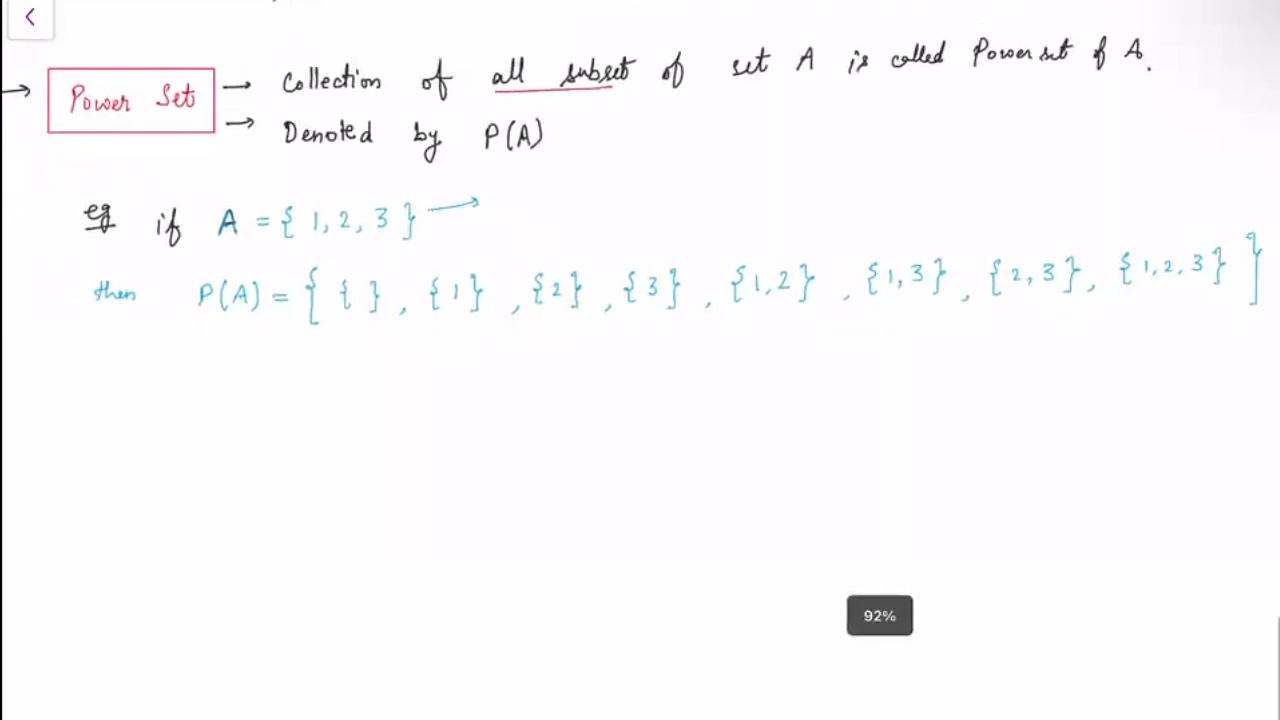 Power Set → Collection of all subset of set A is called Power set of A.
→ Denoted by P(A)
eg if A = { 1, 2, 3 } →
then P(A) = { { } , { 1 } , { 2 } , { 3 } , { 1, 2 } , { 1, 3 } , { 2, 3 } , { 1, 2, 3 } }
92%